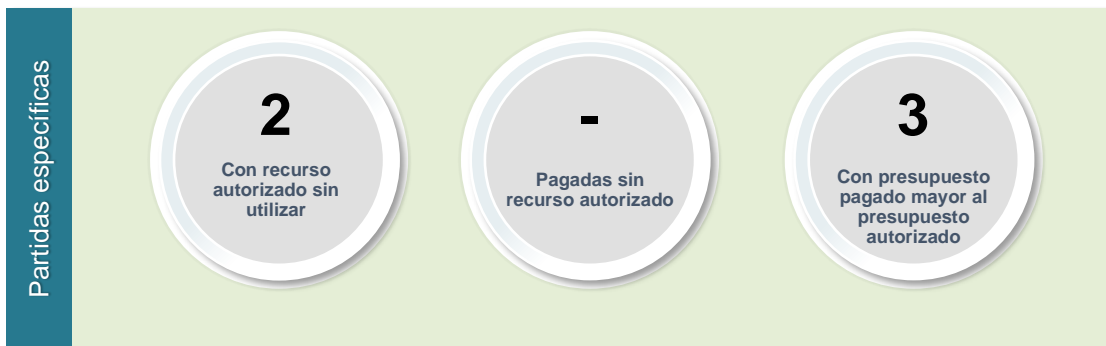 Partidas específicas
2
Con recurso
autorizado sin
utilizar
-
Pagadas sin
recurso autorizado
3
Con presupuesto
pagado mayor al
presupuesto
autorizado